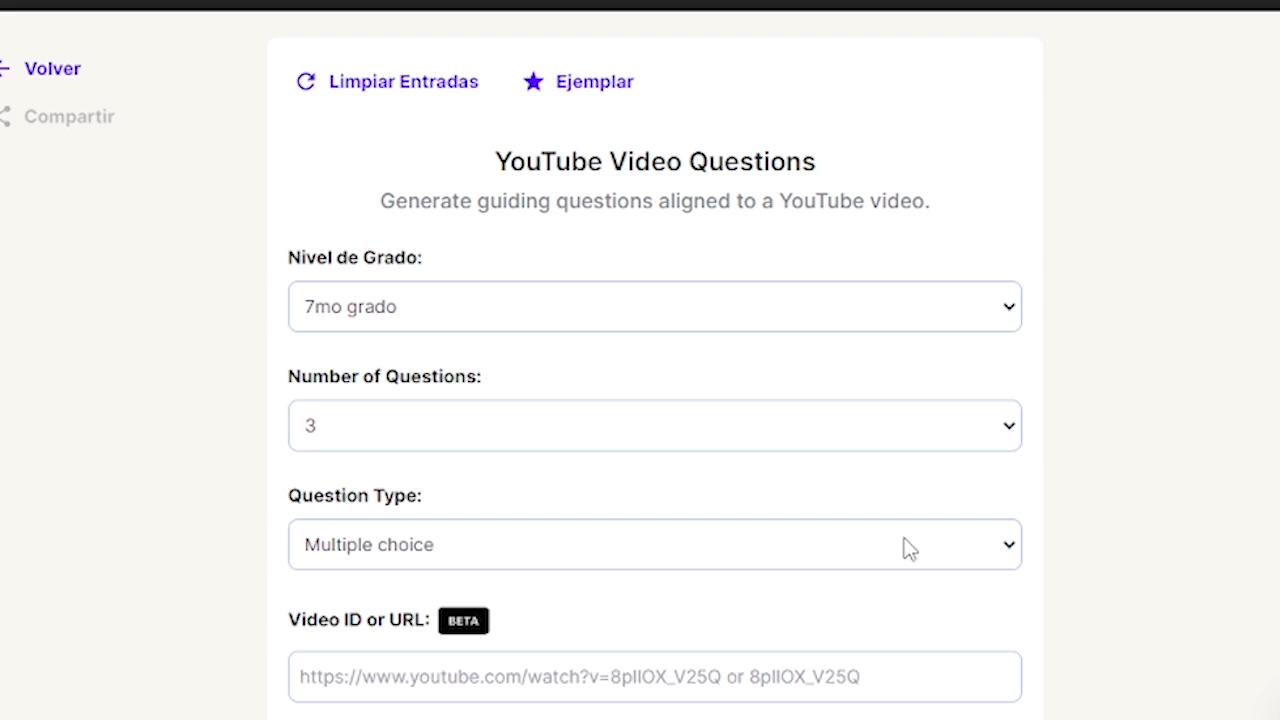 Volver
Compartir
Limpiar Entradas
Ejemplar
YouTube Video Questions
Generate guiding questions aligned to a YouTube video.
Nivel de Grado:
7mo grado
Number of Questions:
3
Question Type:
Multiple choice
Video ID or URL: BETA
https://www.youtube.com/watch?v=8pIIOX_V25Q or 8pIIOX_V25Q